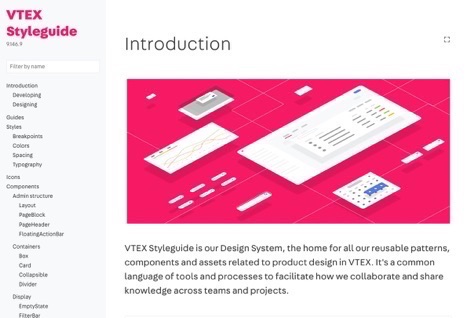 VTEX
Styleguide
9.146.9
Filter by name
Introduction
Developing
Designing
Guides
Styles
Breakpoints
Colors
Spacing
Typography
Icons
Components
Admin structure
Layout
PageBlock
PageHeader
FloatingActionBar
Containers
Box
Card
Collapsible
Divider
Display
EmptyState
FilterBar
Introduction
VTEX Styleguide is our Design System, the home for all our reusable patterns,
components and assets related to product design in VTEX. It's a common
language of tools and processes to facilitate how we collaborate and share
knowledge across teams and projects.